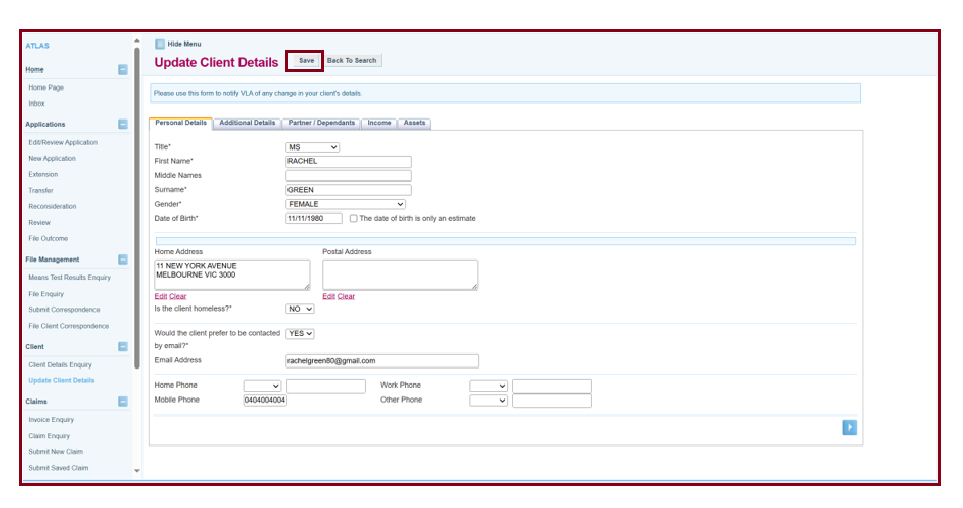 ATLAS
Home
Home Page
Inbox
Applications
Edit/Review Application
New Application
Extension
Transfer
Reconsideration
Review
File Outcome
File Management
Means Test Results Enquiry
File Enquiry
Submit Correspondence
File Client Correspondence
Client
Client Details Enquiry
Update Client Details
Claims
Invoice Enquiry
Claim Enquiry
Submit New Claim
Submit Saved Claim
Hide Menu
Update Client Details Save Back To Search
Please use this form to notify VLA of any change in your client's details.
Personal Details Additional Details Partner / Dependants Income Assets
Title* MS
First Name* RACHEL
Middle Names
Surname* GREEN
Gender* FEMALE
Date of Birth* 11/11/1980 The date of birth is only an estimate
Home Address Postal Address
11 NEW YORK AVENUE
MELBOURNE VIC 3000
Edit Clear Edit Clear
Is the client homeless?* NO
Would the client prefer to be contacted YES
by email?*
Email Address rachelgreen80@gmail.com
Home Phone Work Phone
Mobile Phone 0404004004 Other Phone